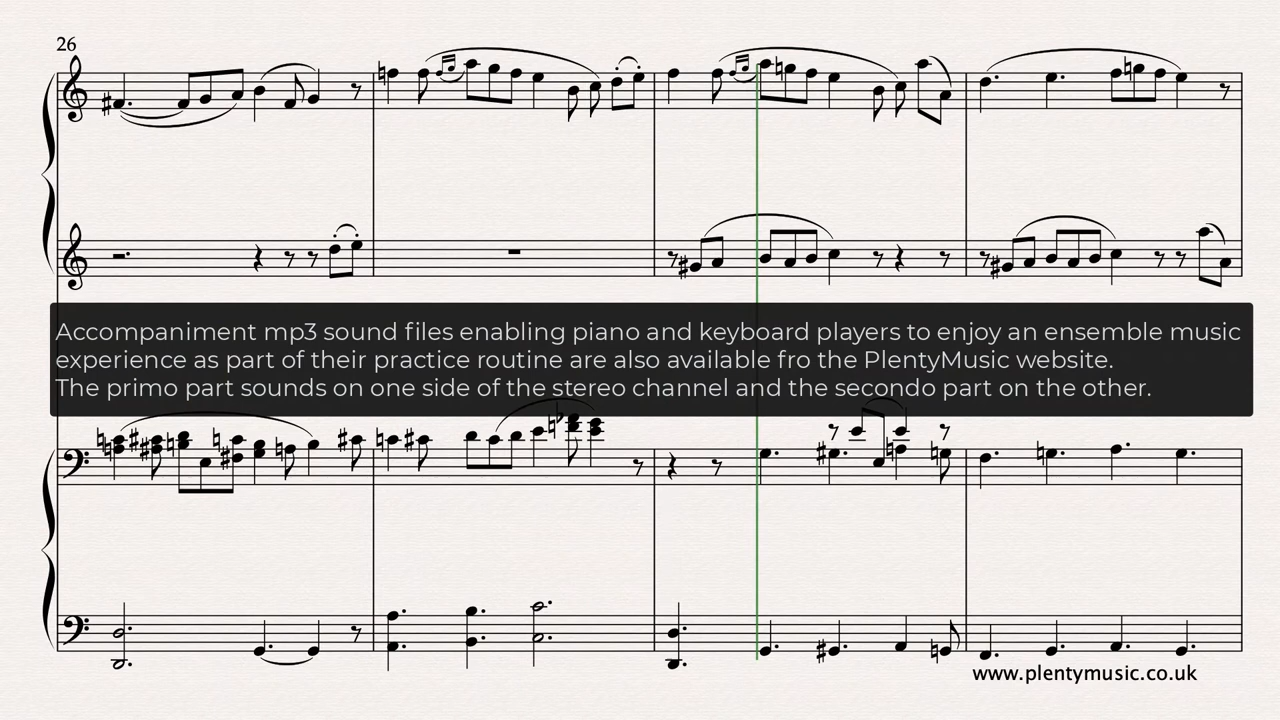 26
Accompaniment mp3 sound files enabling piano and keyboard players to enjoy an ensemble music
experience as part of their practice routine are also available fro the PlentyMusic website.
The primo part sounds on one side of the stereo channel and the secondo part on the other.
www.plentymusic.co.uk